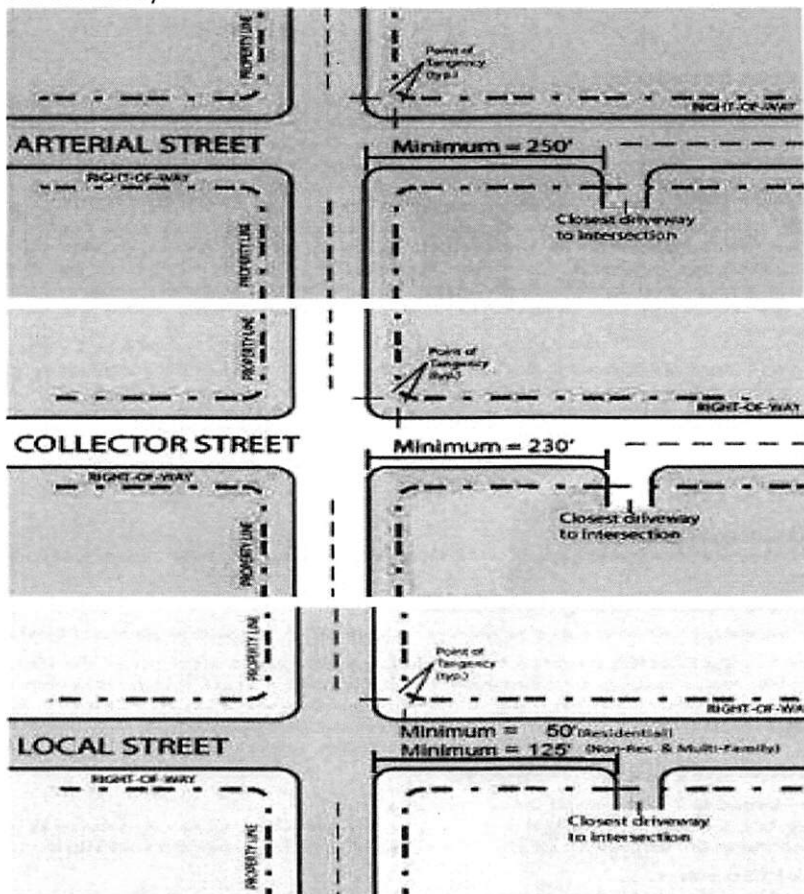 PROPERTY LINE
Point of
Tangency
(typ.)
RIGHT-OF-WAY
ARTERIAL STREET
Minimum = 250'
RIGHT-OF-WAY
PROPERTY LINE
Closest driveway
to Intersection
PROPERTY LINE
Point of
Tangency
(typ.)
RIGHT-OF-WAY
COLLECTOR STREET
Minimum = 230'
RIGHT-OF-WAY
PROPERTY LINE
Closest driveway
to Intersection
PROPERTY LINE
Point of
Tangency
(typ.)
RIGHT-OF-WA
Minimum = 50' (Residential)
LOCAL STREET
Minimum = 125' (Non-Res. & Multi-Family)
RIGHT-OF-WAY
PROPERTY LINE
Closest driveway
to Intersection